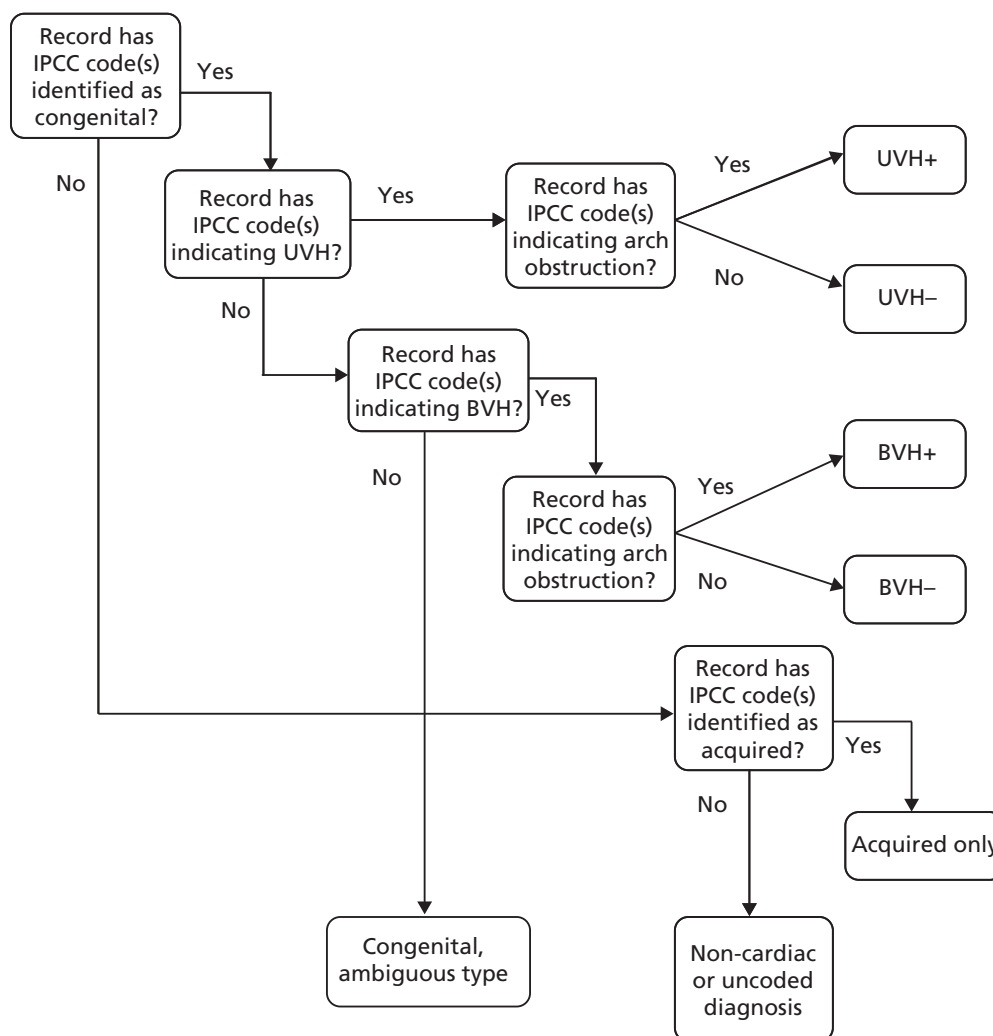 Record has
IPCC code(s)
identified as
congenital?
Yes
No
Record has
IPCC code(s)
indicating UVH?
Yes
No
Record has
IPCC code(s)
indicating arch
obstruction?
Yes
No
UVH+
UVH–
Record has
IPCC code(s)
indicating BVH?
Yes
No
Record has
IPCC code(s)
indicating arch
obstruction?
Yes
No
BVH+
BVH–
Record has
IPCC code(s)
identified as
acquired?
Yes
No
Acquired only
Congenital,
ambiguous type
Non-cardiac
or uncoded
diagnosis